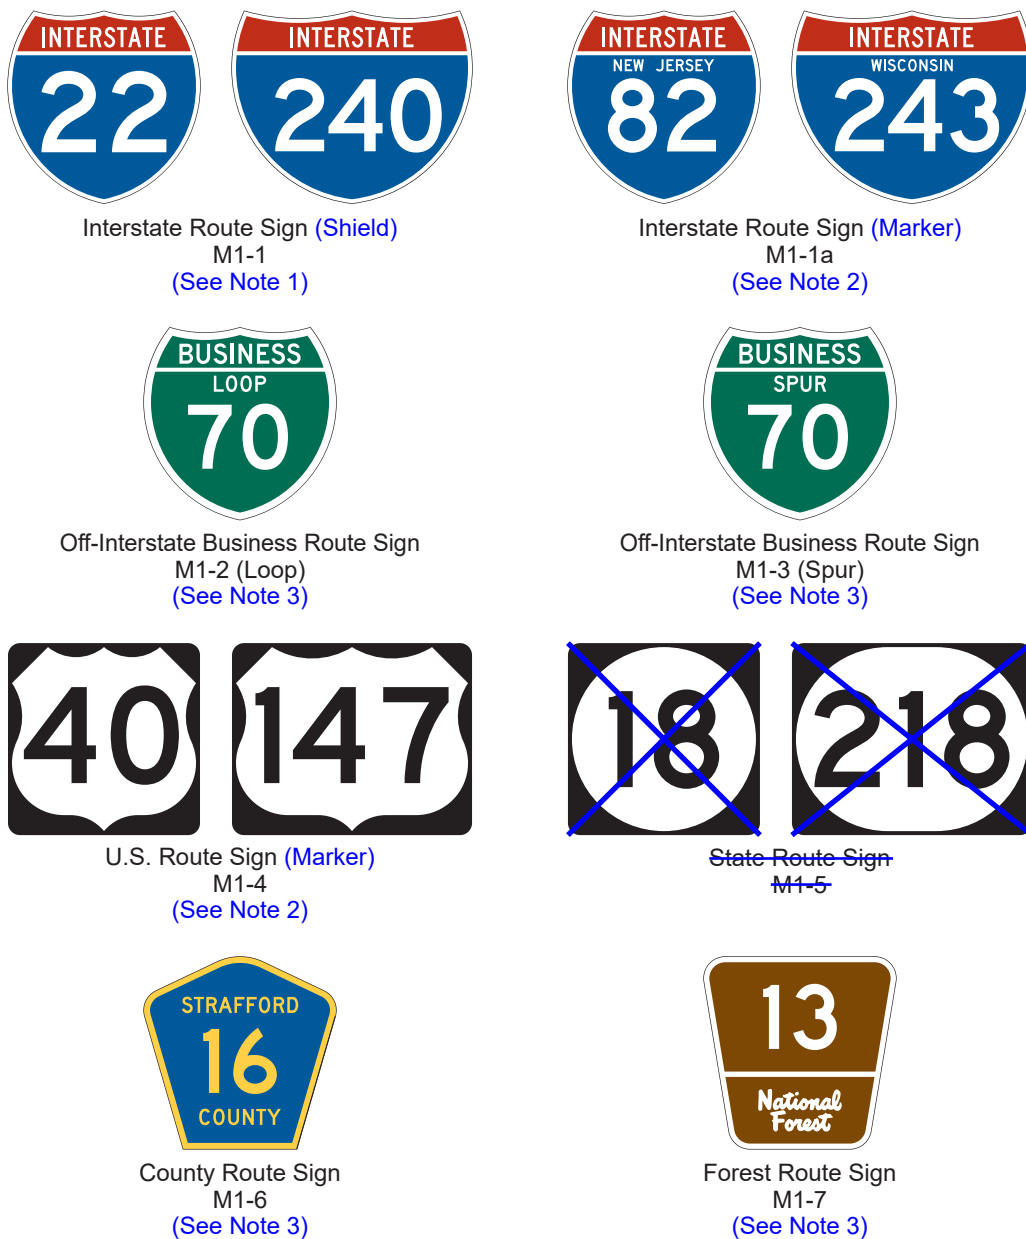 INTERSTATE
22
INTERSTATE
240
INTERSTATE
NEW JERSEY
82
INTERSTATE
WISCONSIN
243
Interstate Route Sign (Shield)
M1-1
(See Note 1)
Interstate Route Sign (Marker)
M1-1a
(See Note 2)
BUSINESS
LOOP
70
BUSINESS
SPUR
70
Off-Interstate Business Route Sign
M1-2 (Loop)
(See Note 3)
Off-Interstate Business Route Sign
M1-3 (Spur)
(See Note 3)
40
147
18
218
U.S. Route Sign (Marker)
M1-4
(See Note 2)
State Route Sign
M1-5
STRAFFORD
16
COUNTY
13
National
Forest
County Route Sign
M1-6
(See Note 3)
Forest Route Sign
M1-7
(See Note 3)